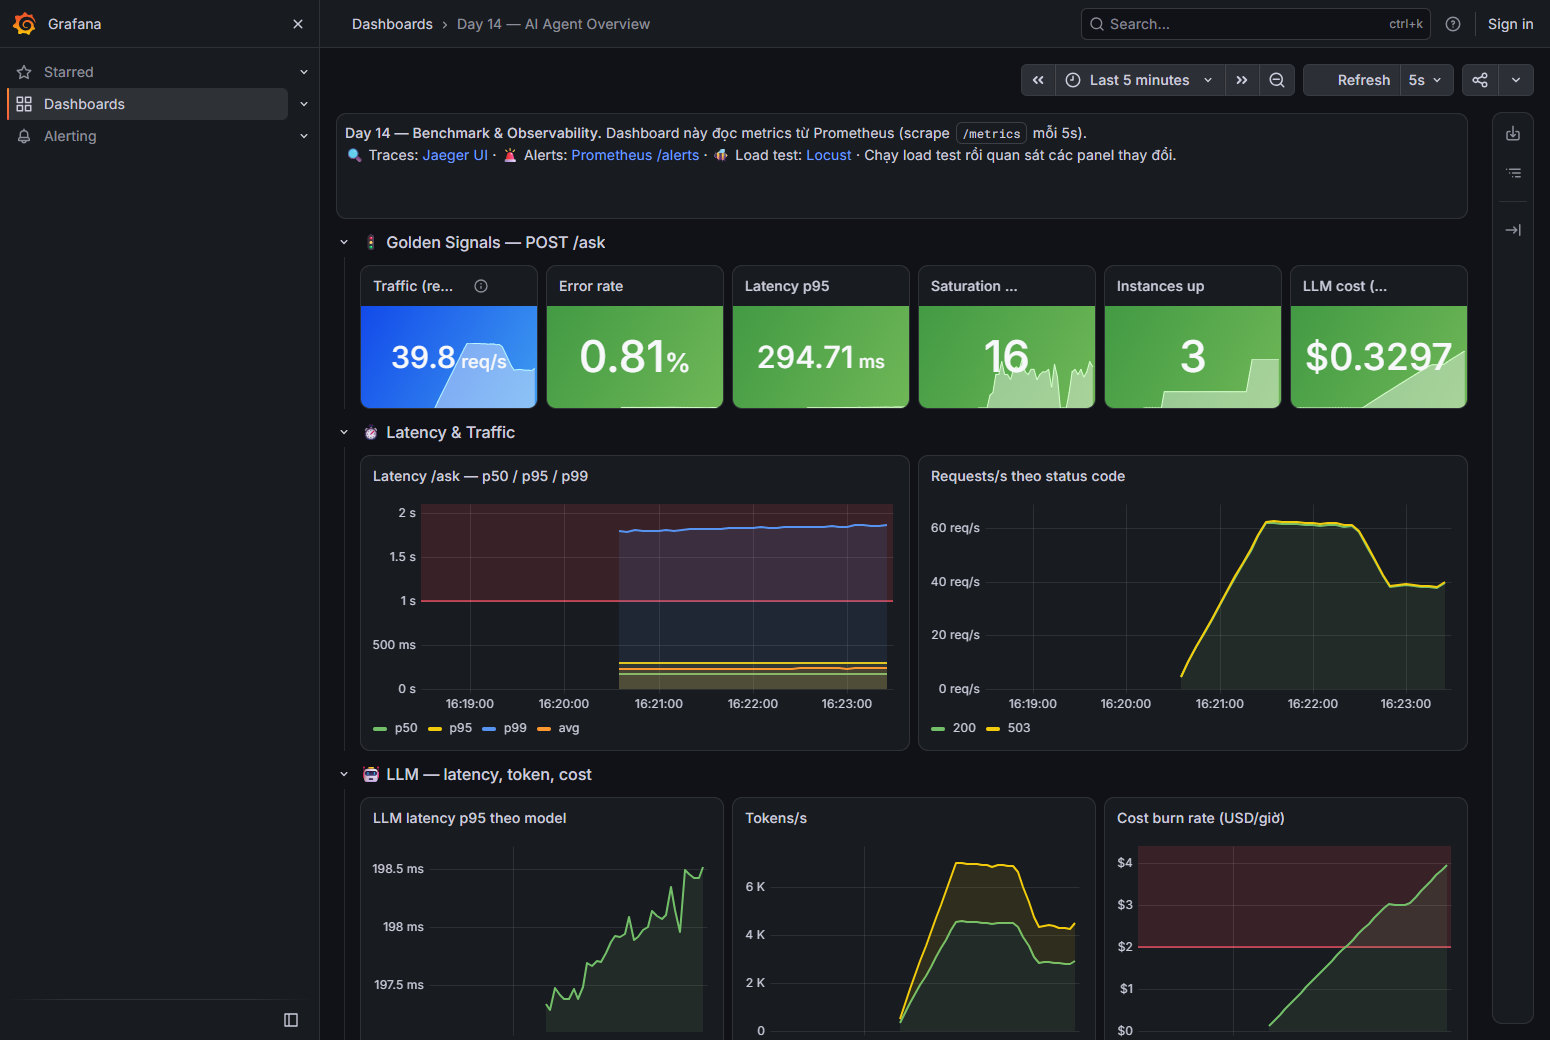 Grafana
Dashboards › Day 14 — AI Agent Overview
Search... ctrl+k
Sign in
Starred
Dashboards
Alerting
Last 5 minutes
Refresh 5s
Day 14 — Benchmark & Observability. Dashboard này đọc metrics từ Prometheus (scrape /metrics mỗi 5s).
🔍 Traces: Jaeger UI · 🚨 Alerts: Prometheus /alerts · 🐝 Load test: Locust · Chạy load test rồi quan sát các panel thay đổi.
🚦 Golden Signals — POST /ask
Traffic (re...
39.8 req/s
Error rate
0.81%
Latency p95
294.71 ms
Saturation ...
16
Instances up
3
LLM cost (...
$0.3297
⏱ Latency & Traffic
Latency /ask — p50 / p95 / p99
2 s
1.5 s
1 s
500 ms
0 s
16:19:00 16:20:00 16:21:00 16:22:00 16:23:00
p50 p95 p99 avg
Requests/s theo status code
60 req/s
40 req/s
20 req/s
0 req/s
16:19:00 16:20:00 16:21:00 16:22:00 16:23:00
200 503
🤖 LLM — latency, token, cost
LLM latency p95 theo model
198.5 ms
198 ms
197.5 ms
Tokens/s
6 K
4 K
2 K
0
Cost burn rate (USD/giờ)
$4
$3
$2
$1
$0